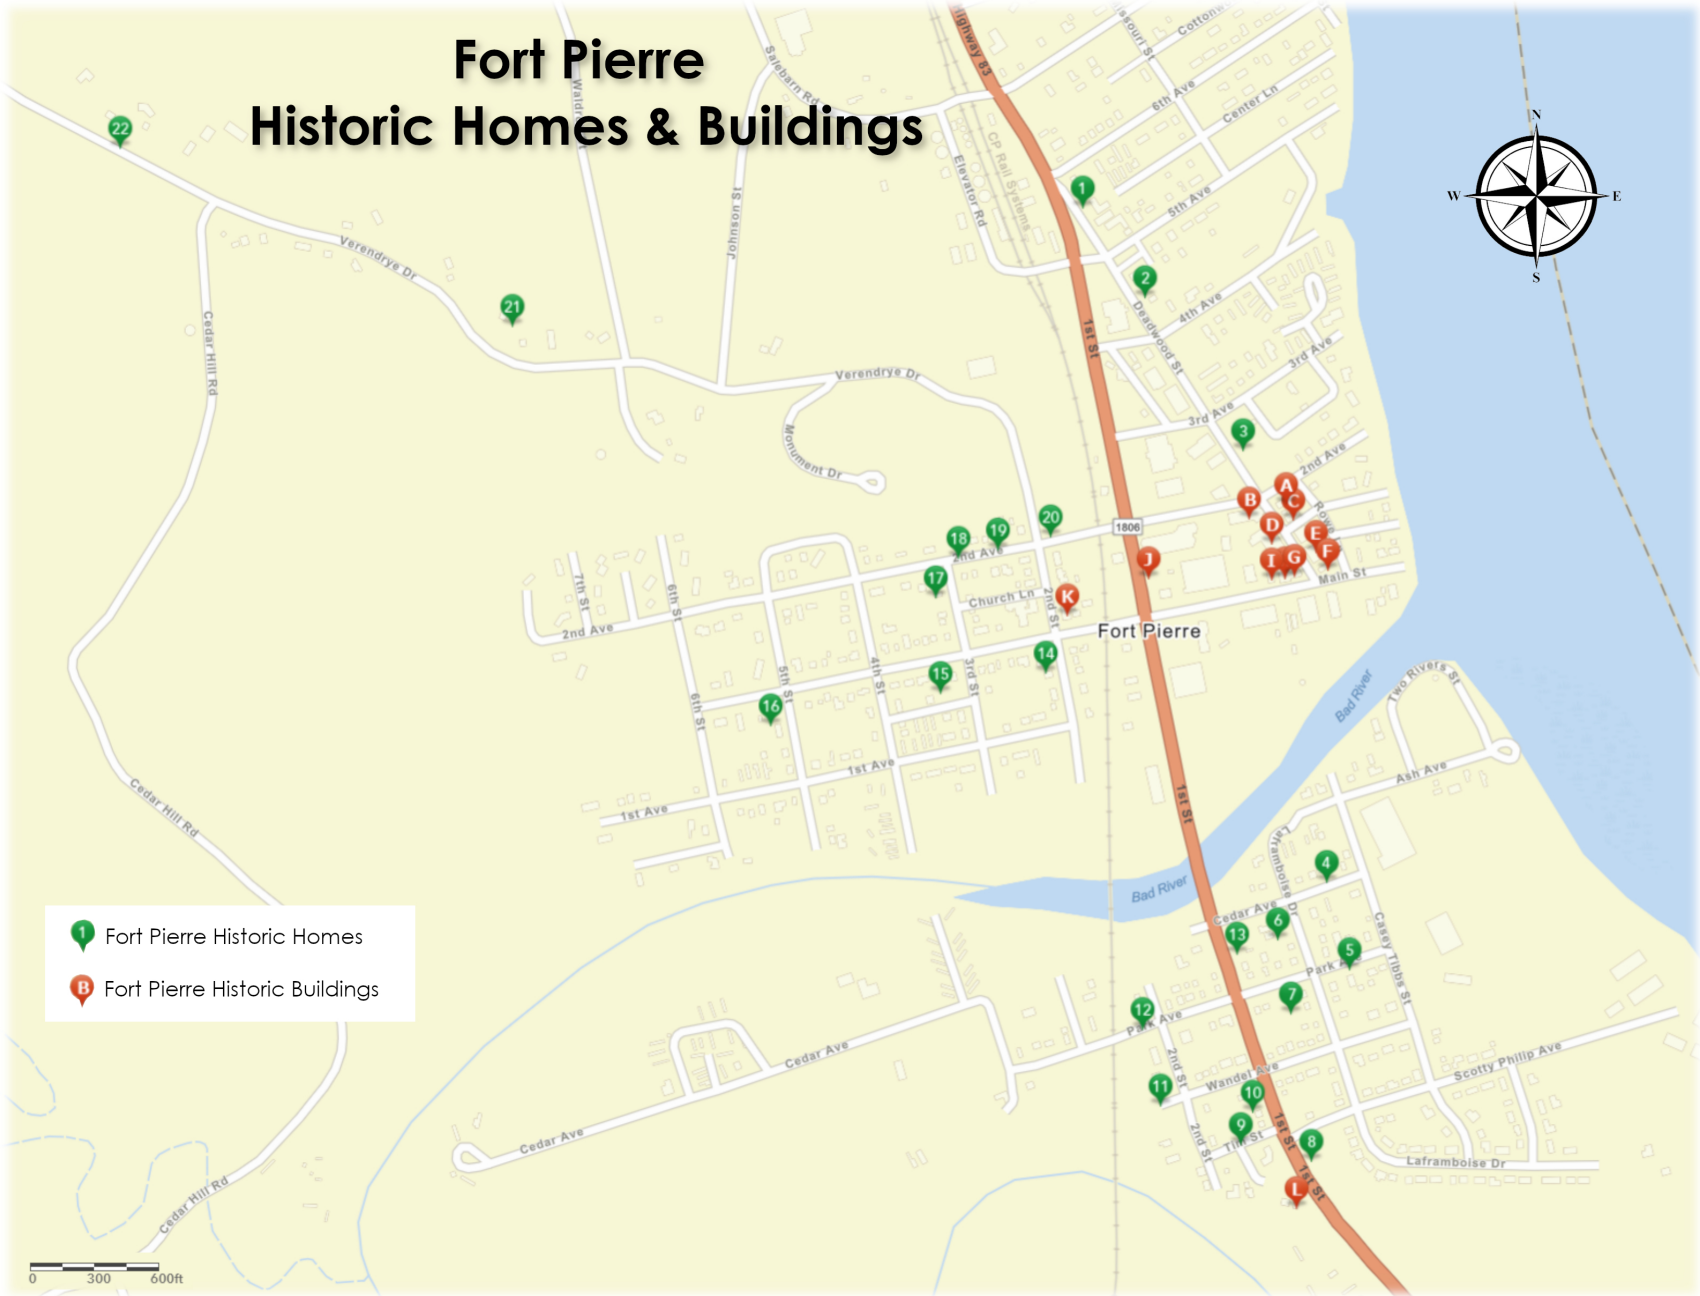 Fort Pierre
Historic Homes & Buildings
Highway 83
Cottonw
6th Ave
Center Ln
Salebarn Rd
CP Rail Systems
Elevator Rd
Johnson St
N
W
E
S
22
1
5th Ave
2
21
Verendrye Dr
Cedar Hill Rd
4th Ave
Deadwood St
1st St
3rd Ave
Verendrye Dr
3rd Ave
3
Monument Dr
2nd Ave
A
B
C
D
E
F
G
I
J
K
1806
20
19
18
17
2nd Ave
Church Ln
2nd St
Main St
7th St
6th St
2nd Ave
Fort Pierre
14
15
16
3rd St
4th St
5th St
6th St
1st Ave
1st Ave
1st St
Bad River
Two Rivers St
Ash Ave
Cedar Hill Rd
Laframboise Dr
4
Bad River
Cedar Ave
6
13
5
Casey Tibbs St
Park Ave
7
12
Park Ave
2nd St
Wandel Ave
Scotty Philip Ave
11
10
9
8
2nd St
1st St
1st St
Laframboise Dr
L
Cedar Ave
Cedar Ave
Cedar Hill Rd
1 Fort Pierre Historic Homes
B Fort Pierre Historic Buildings
0 300 600ft